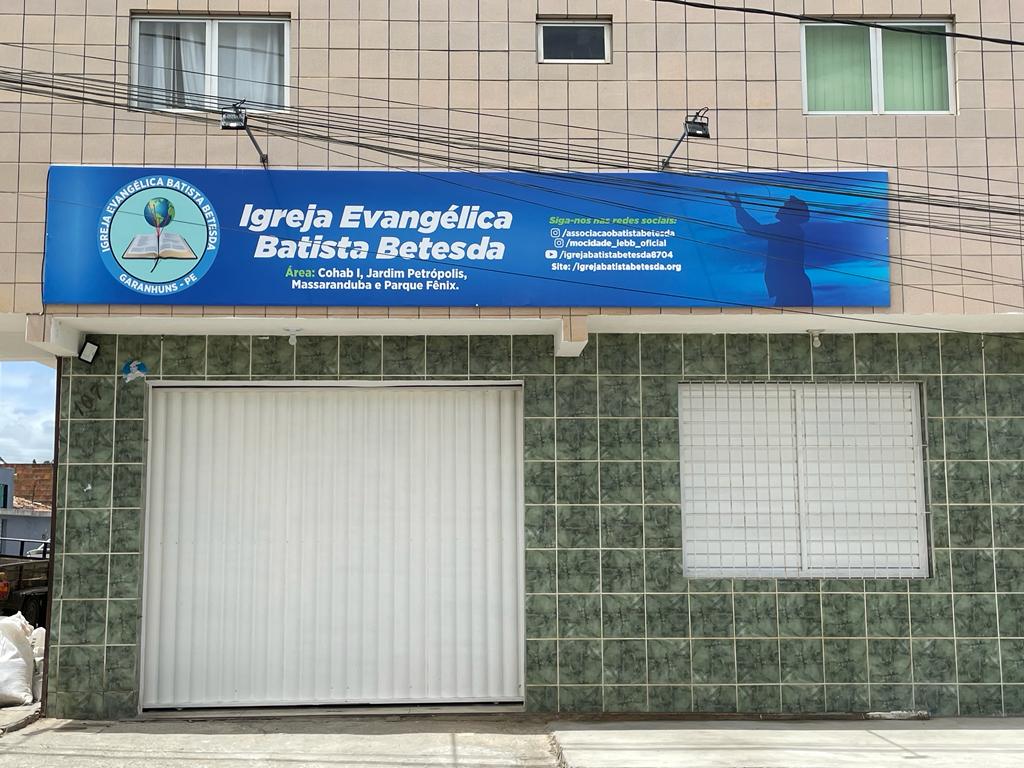 IGREJA EVANGÉLICA BATISTA BETESDA
GARANHUNS - PE
Igreja Evangélica
Batista Betesda
Área: Cohab I, Jardim Petrópolis,
Massaranduba e Parque Fênix.
Siga-nos nas redes sociais:
/associacaobatistabetesda
/mocidade_iebb_oficial
/igrejabatistabetesda8704
Site: /igrejabatistabetesda.org
107